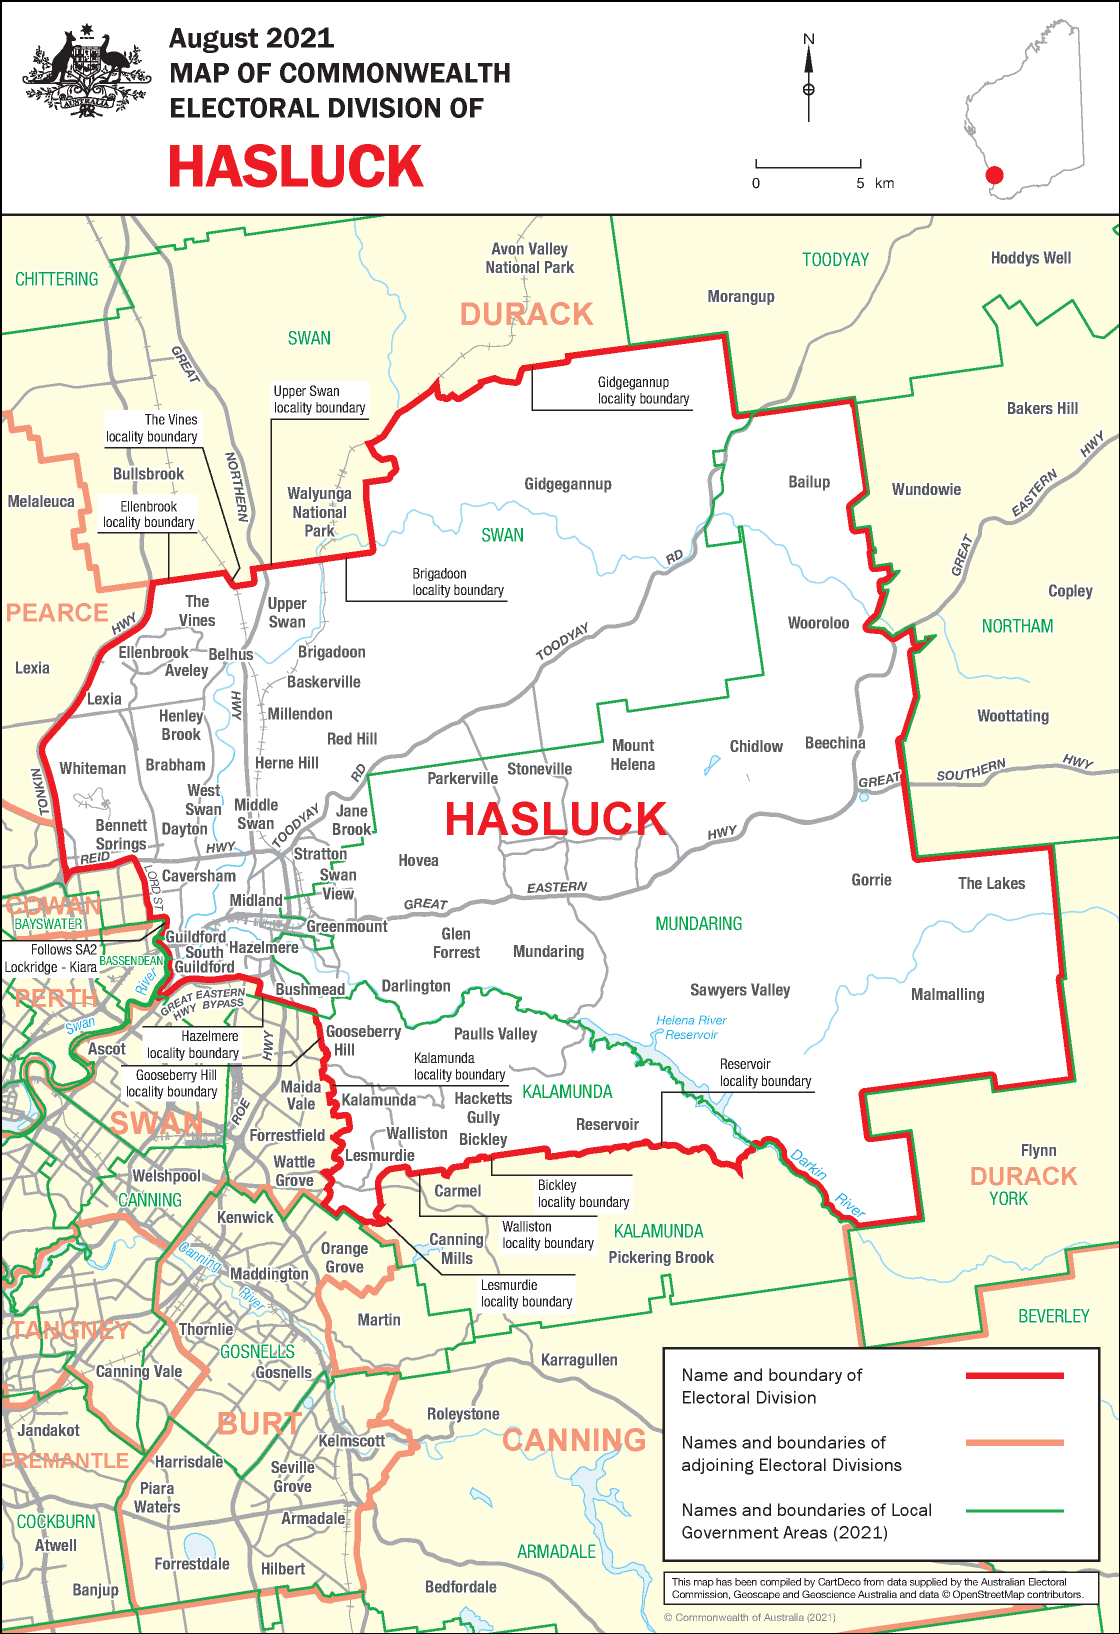 August 2021
MAP OF COMMONWEALTH
ELECTORAL DIVISION OF
HASLUCK
AUSTRALIA
N
0 5 km
CHITTERING
Avon Valley
National Park
DURACK
TOODYAY
Hoddys Well
Morangup
SWAN
GREAT
Upper Swan
locality boundary
Gidgegannup
locality boundary
The Vines
locality boundary
Bakers Hill
HWY
NORTHERN
Bullsbrook
Melaleuca
Walyunga
National
Park
Gidgegannup
Bailup
Wundowie
EASTERN
Ellenbrook
locality boundary
SWAN
GREAT
RD
Brigadoon
locality boundary
PEARCE
HWY
The
Vines
Upper
Swan
Copley
Wooroloo
NORTHAM
TOODYAY
Lexia
Ellenbrook
Belhus
Brigadoon
Aveley
Baskerville
Lexia
HWY
Henley
Brook
Millendon
Woottating
Red Hill
Mount
Helena
Chidlow
Beechina
Whiteman
Brabham
Herne Hill
RD
Parkerville
Stoneville
GREAT
SOUTHERN
HWY
TONKIN
West
Swan
Middle
Swan
TOODYAY
Jane
Brook
HASLUCK
HWY
Bennett
Springs
Dayton
REID
HWY
Stratton
Hovea
LORD ST
Caversham
Swan
View
Gorrie
The Lakes
COWAN
Midland
GREAT
EASTERN
BAYSWATER
Greenmount
MUNDARING
Follows SA2
Lockridge - Kiara
BASSENDEAN
Guildford
South
Guildford
Hazelmere
Glen
Forrest
Mundaring
PERTH
River
Bushmead
Darlington
Sawyers Valley
Malmalling
GREAT EASTERN
HWY BYPASS
Swan
Helena River
Reservoir
Ascot
Hazelmere
locality boundary
HWY
Gooseberry
Hill
Paulls Valley
Kalamunda
locality boundary
Reservoir
locality boundary
Gooseberry Hill
locality boundary
Maida
Vale
Kalamunda
Hacketts
Gully
KALAMUNDA
SWAN
ROE
Forrestfield
Walliston
Bickley
Reservoir
Lesmurdie
Flynn
Welshpool
Wattle
Grove
Darkin
River
DURACK
YORK
CANNING
Carmel
Bickley
locality boundary
Kenwick
Walliston
locality boundary
KALAMUNDA
Canning
River
Orange
Grove
Canning
Mills
Pickering Brook
Maddington
Lesmurdie
locality boundary
Martin
BEVERLEY
TANGNEY
Thornlie
GOSNELLS
Canning Vale
Gosnells
Karragullen
Name and boundary of
Electoral Division
BURT
Roleystone
Jandakot
CANNING
Kelmscott
Names and boundaries of
adjoining Electoral Divisions
FREMANTLE
Harrisdale
Seville
Grove
Piara
Waters
Names and boundaries of Local
Government Areas (2021)
COCKBURN
Armadale
Atwell
ARMADALE
Forrestdale
Hilbert
Banjup
Bedfordale
This map has been compiled by CartDeco from data supplied by the Australian Electoral
Commission, Geoscape and Geoscience Australia and data © OpenStreetMap contributors.
© Commonwealth of Australia (2021)